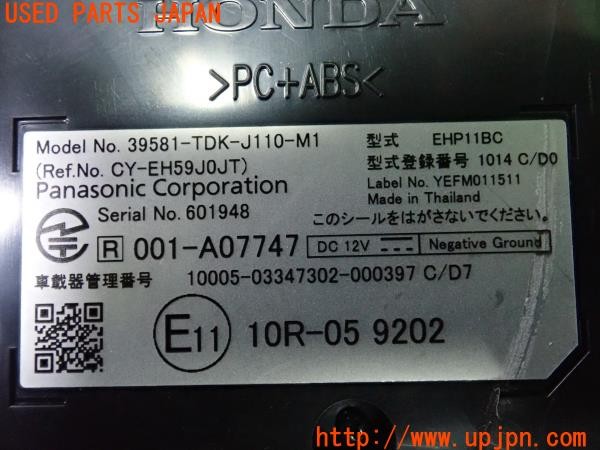 USED PARTS JAPAN
HONDA
>PC+ABS<
Model No. 39581-TDK-J110-M1
型式 EHP11BC
(Ref.No. CY-EH59J0JT)
型式登録番号 1014 C/D0
Panasonic Corporation
Label No. YEFM011511
Made in Thailand
Serial No. 601948
このシールをはがさないでください
R 001-A07747
DC 12V
Negative Ground
車載器管理番号 10005-03347302-000397 C/D7
E11 10R-05 9202
http://www.upjpn.com/